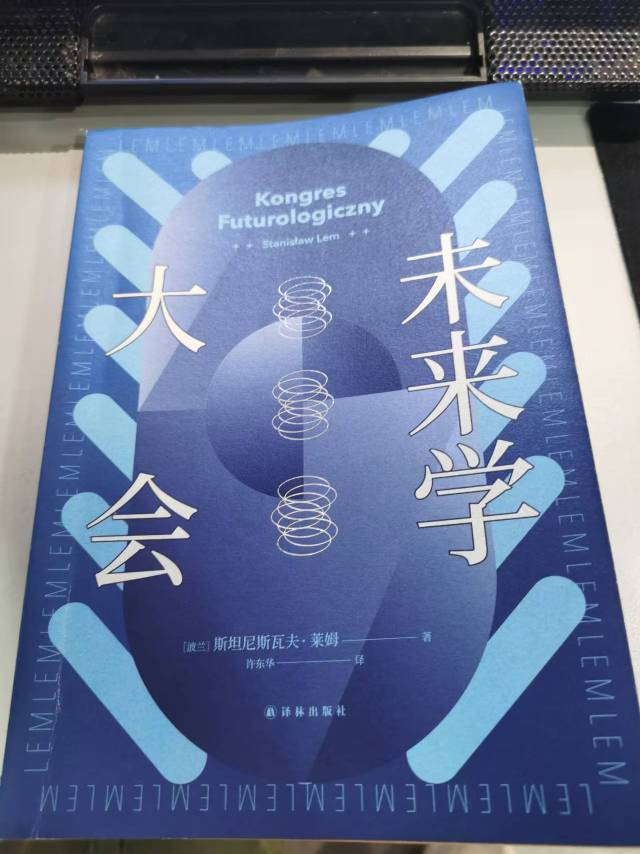 LEMLEMLEMLEMLEMLEMLEMLEM
Kongres
Futurologiczny
Stanisław Lem
未来学
大会
[波兰] 斯坦尼斯瓦夫·莱姆 著
许东华 译
译林出版社